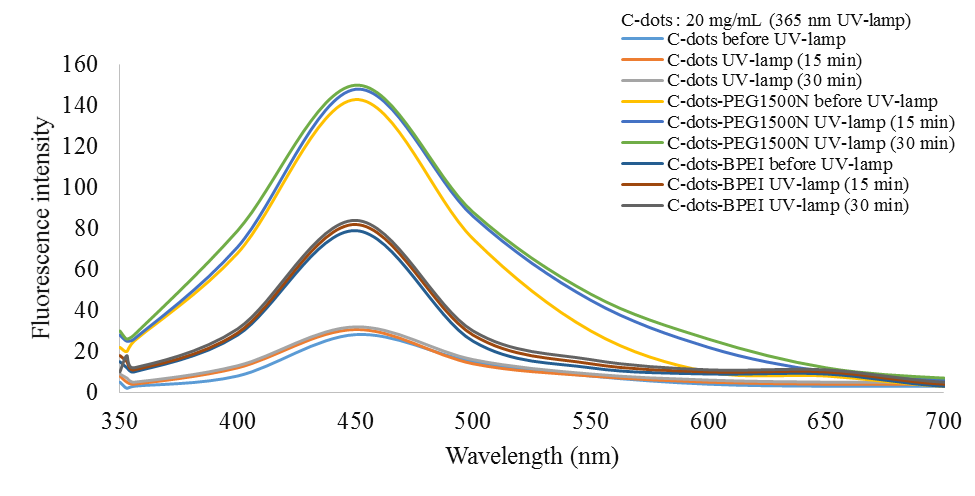 C-dots : 20 mg/mL (365 nm UV-lamp)
C-dots before UV-lamp
C-dots UV-lamp (15 min)
C-dots UV-lamp (30 min)
C-dots-PEG1500N before UV-lamp
C-dots-PEG1500N UV-lamp (15 min)
C-dots-PEG1500N UV-lamp (30 min)
C-dots-BPEI before UV-lamp
C-dots-BPEI UV-lamp (15 min)
C-dots-BPEI UV-lamp (30 min)
Fluorescence intensity
160
140
120
100
80
60
40
20
0
350 400 450 500 550 600 650 700
Wavelength (nm)